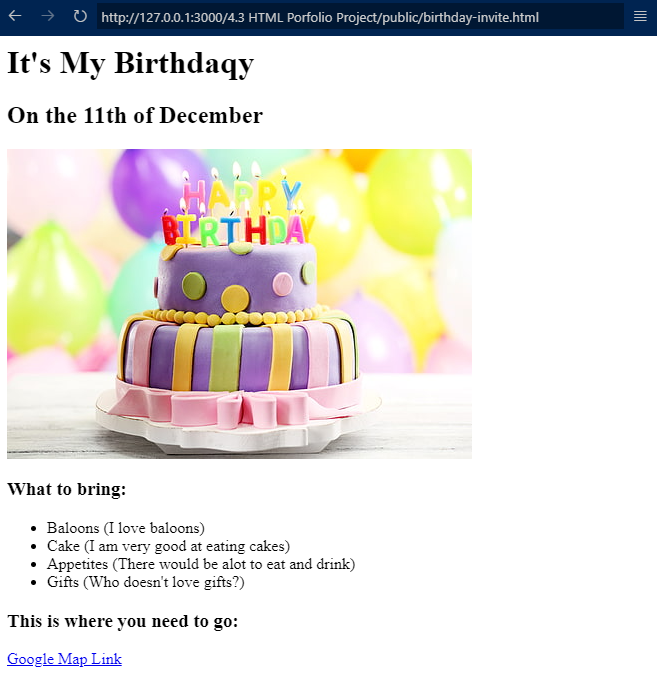 http://127.0.0.1:3000/4.3 HTML Porfolio Project/public/birthday-invite.html
It's My Birthdaqy
On the 11th of December
HAPPY
BIRTHDAY
What to bring:
Baloons (I love baloons)
Cake (I am very good at eating cakes)
Appetites (There would be alot to eat and drink)
Gifts (Who doesn't love gifts?)
This is where you need to go:
Google Map Link